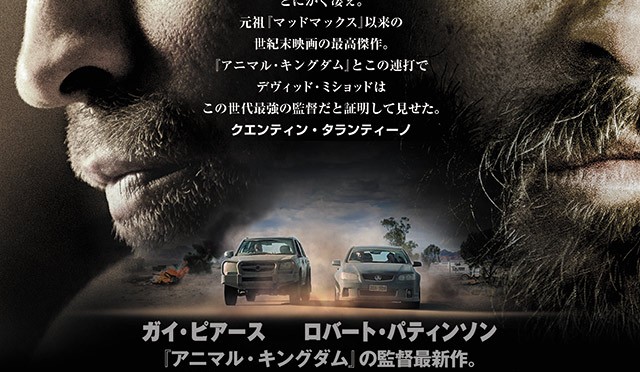 とにかく凄ぇ。
元祖『マッドマックス』以来の
世紀末映画の最高傑作。
『アニマル・キングダム』とこの連打で
デヴィッド・ミショッドは
この世代最強の監督だと証明して見せた。
クエンティン・タランティーノ
ガイ・ピアース ロバート・パティンソン
『アニマル・キングダム』の監督最新作。